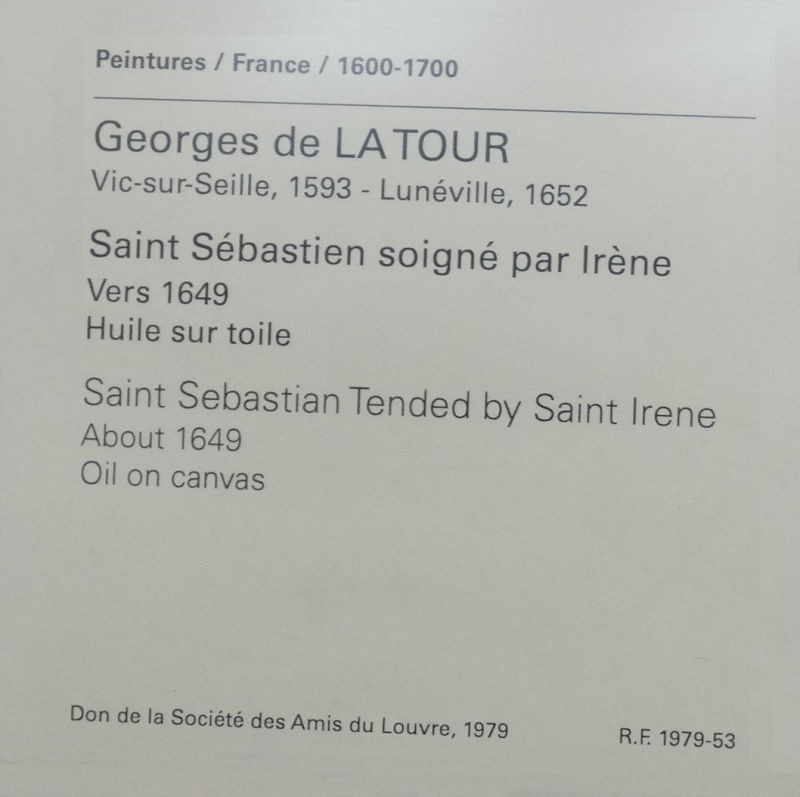 Peintures / France / 1600-1700
Georges de LA TOUR
Vic-sur-Seille, 1593 - Lunéville, 1652
Saint Sébastien soigné par Irène
Vers 1649
Huile sur toile
Saint Sebastian Tended by Saint Irene
About 1649
Oil on canvas
Don de la Société des Amis du Louvre, 1979
R.F. 1979-53